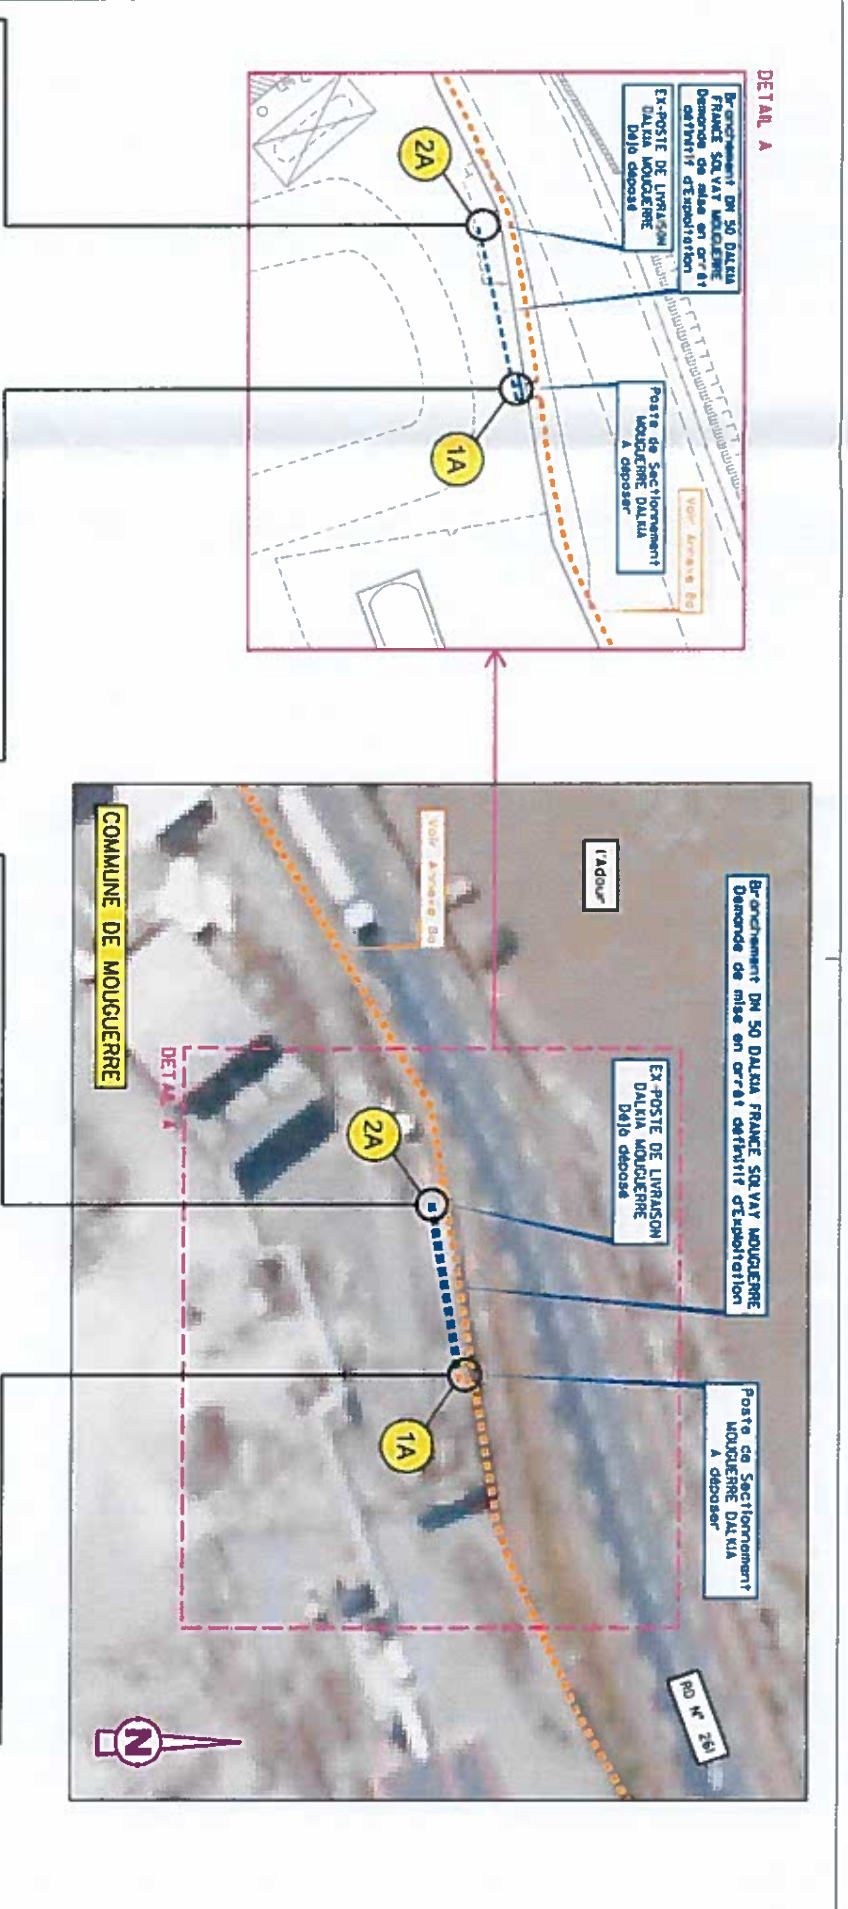 DETAIL A
Branchement DN 50 DALKIA
FRANCE SOLVAY MOUGUERRE
Demande de mise en arrêt
définitif d'Exploitation
EX-POSTE DE LIVRAISON
DALKIA MOUGUERRE
Déjà déposé
2A
Poste de Sectionnement
MOUGUERRE DALKIA
A déposer
1A
Voir Annexe 8a
Branchement DN 50 DALKIA FRANCE SOLVAY MOUGUERRE
Demande de mise en arrêt définitif d'Exploitation
l'Adour
Voir Annexe 8a
EX-POSTE DE LIVRAISON
DALKIA MOUGUERRE
Déjà déposé
Poste de Sectionnement
MOUGUERRE DALKIA
A déposer
RD N° 261
2A
1A
DETAIL A
COMMUNE DE MOUGUERRE
N